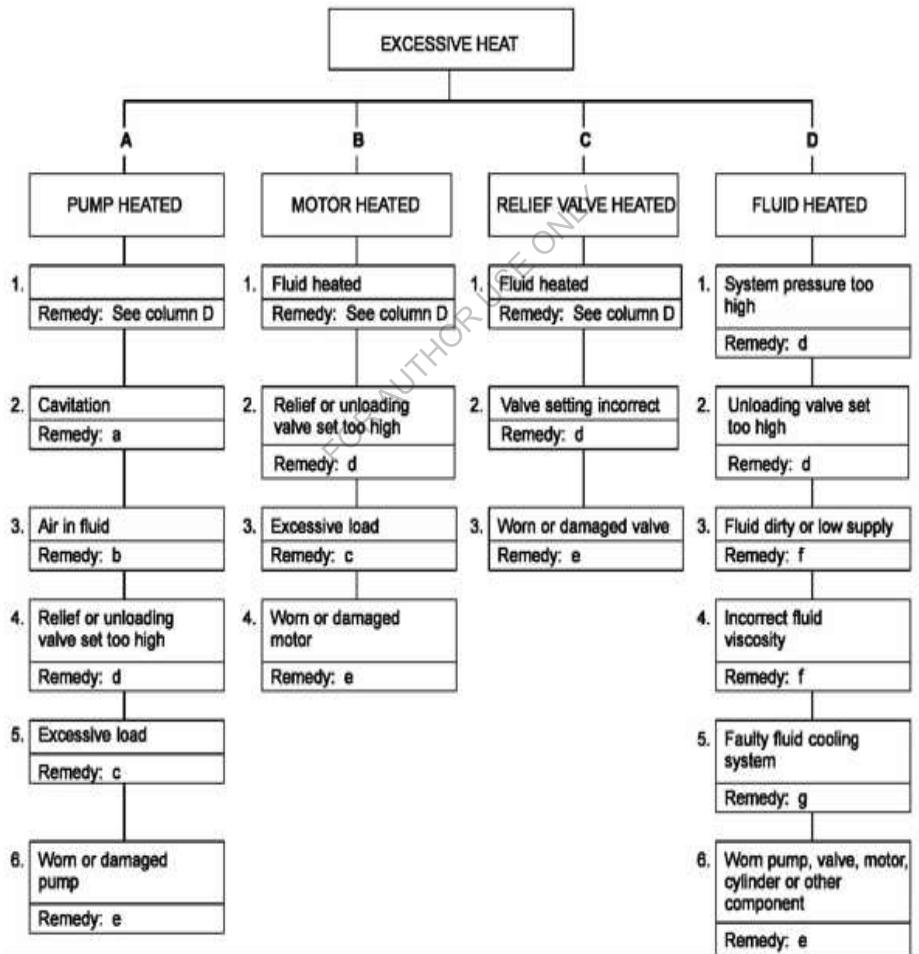 EXCESSIVE HEAT
A
B
C
D
PUMP HEATED
MOTOR HEATED
RELIEF VALVE HEATED
FLUID HEATED
1.
Remedy: See column D
2. Cavitation
Remedy: a
3. Air in fluid
Remedy: b
4. Relief or unloading
valve set too high
Remedy: d
5. Excessive load
Remedy: c
6. Worn or damaged
pump
Remedy: e
1. Fluid heated
Remedy: See column D
2. Relief or unloading
valve set too high
Remedy: d
3. Excessive load
Remedy: c
4. Worn or damaged
motor
Remedy: e
1. Fluid heated
Remedy: See column D
2. Valve setting incorrect
Remedy: d
3. Worn or damaged valve
Remedy: e
1. System pressure too
high
Remedy: d
2. Unloading valve set
too high
Remedy: d
3. Fluid dirty or low supply
Remedy: f
4. Incorrect fluid
viscosity
Remedy: f
5. Faulty fluid cooling
system
Remedy: g
6. Worn pump, valve, motor,
cylinder or other
component
Remedy: e
FOR AUTHOR USE ONLY